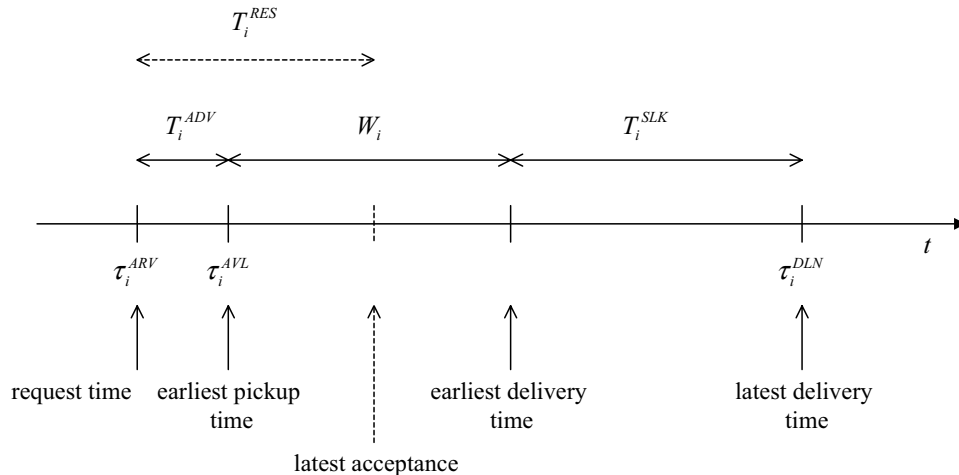 T_i^{RES}
T_i^{ADV} W_i T_i^{SLK}
t
τ_i^{ARV} τ_i^{AVL} τ_i^{DLN}
request time earliest pickup earliest delivery latest delivery
time time time
latest acceptance